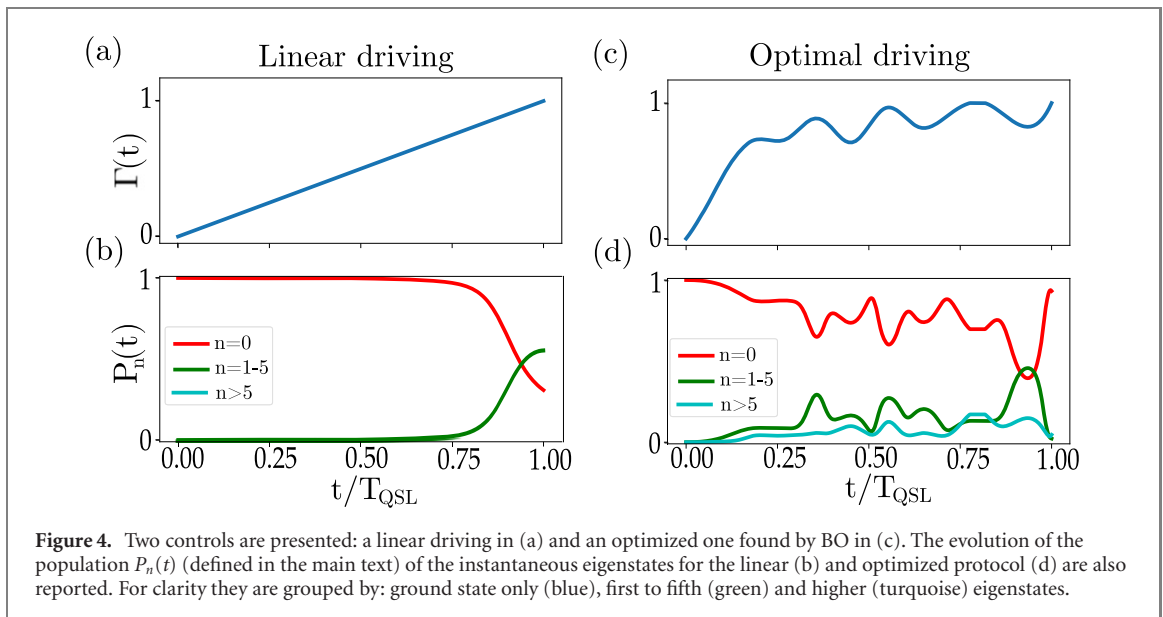 (a) Linear driving
1
Γ(t)
0
(b)
1
P_n(t)
n=0
n=1-5
n>5
0
0.00 0.25 0.50 0.75 1.00
t/T_QSL
(c) Optimal driving
1
0
(d)
1
n=0
n=1-5
n>5
0
0.00 0.25 0.50 0.75 1.00
t/T_QSL
Figure 4. Two controls are presented: a linear driving in (a) and an optimized one found by BO in (c). The evolution of the
population P_n(t) (defined in the main text) of the instantaneous eigenstates for the linear (b) and optimized protocol (d) are also
reported. For clarity they are grouped by: ground state only (blue), first to fifth (green) and higher (turquoise) eigenstates.